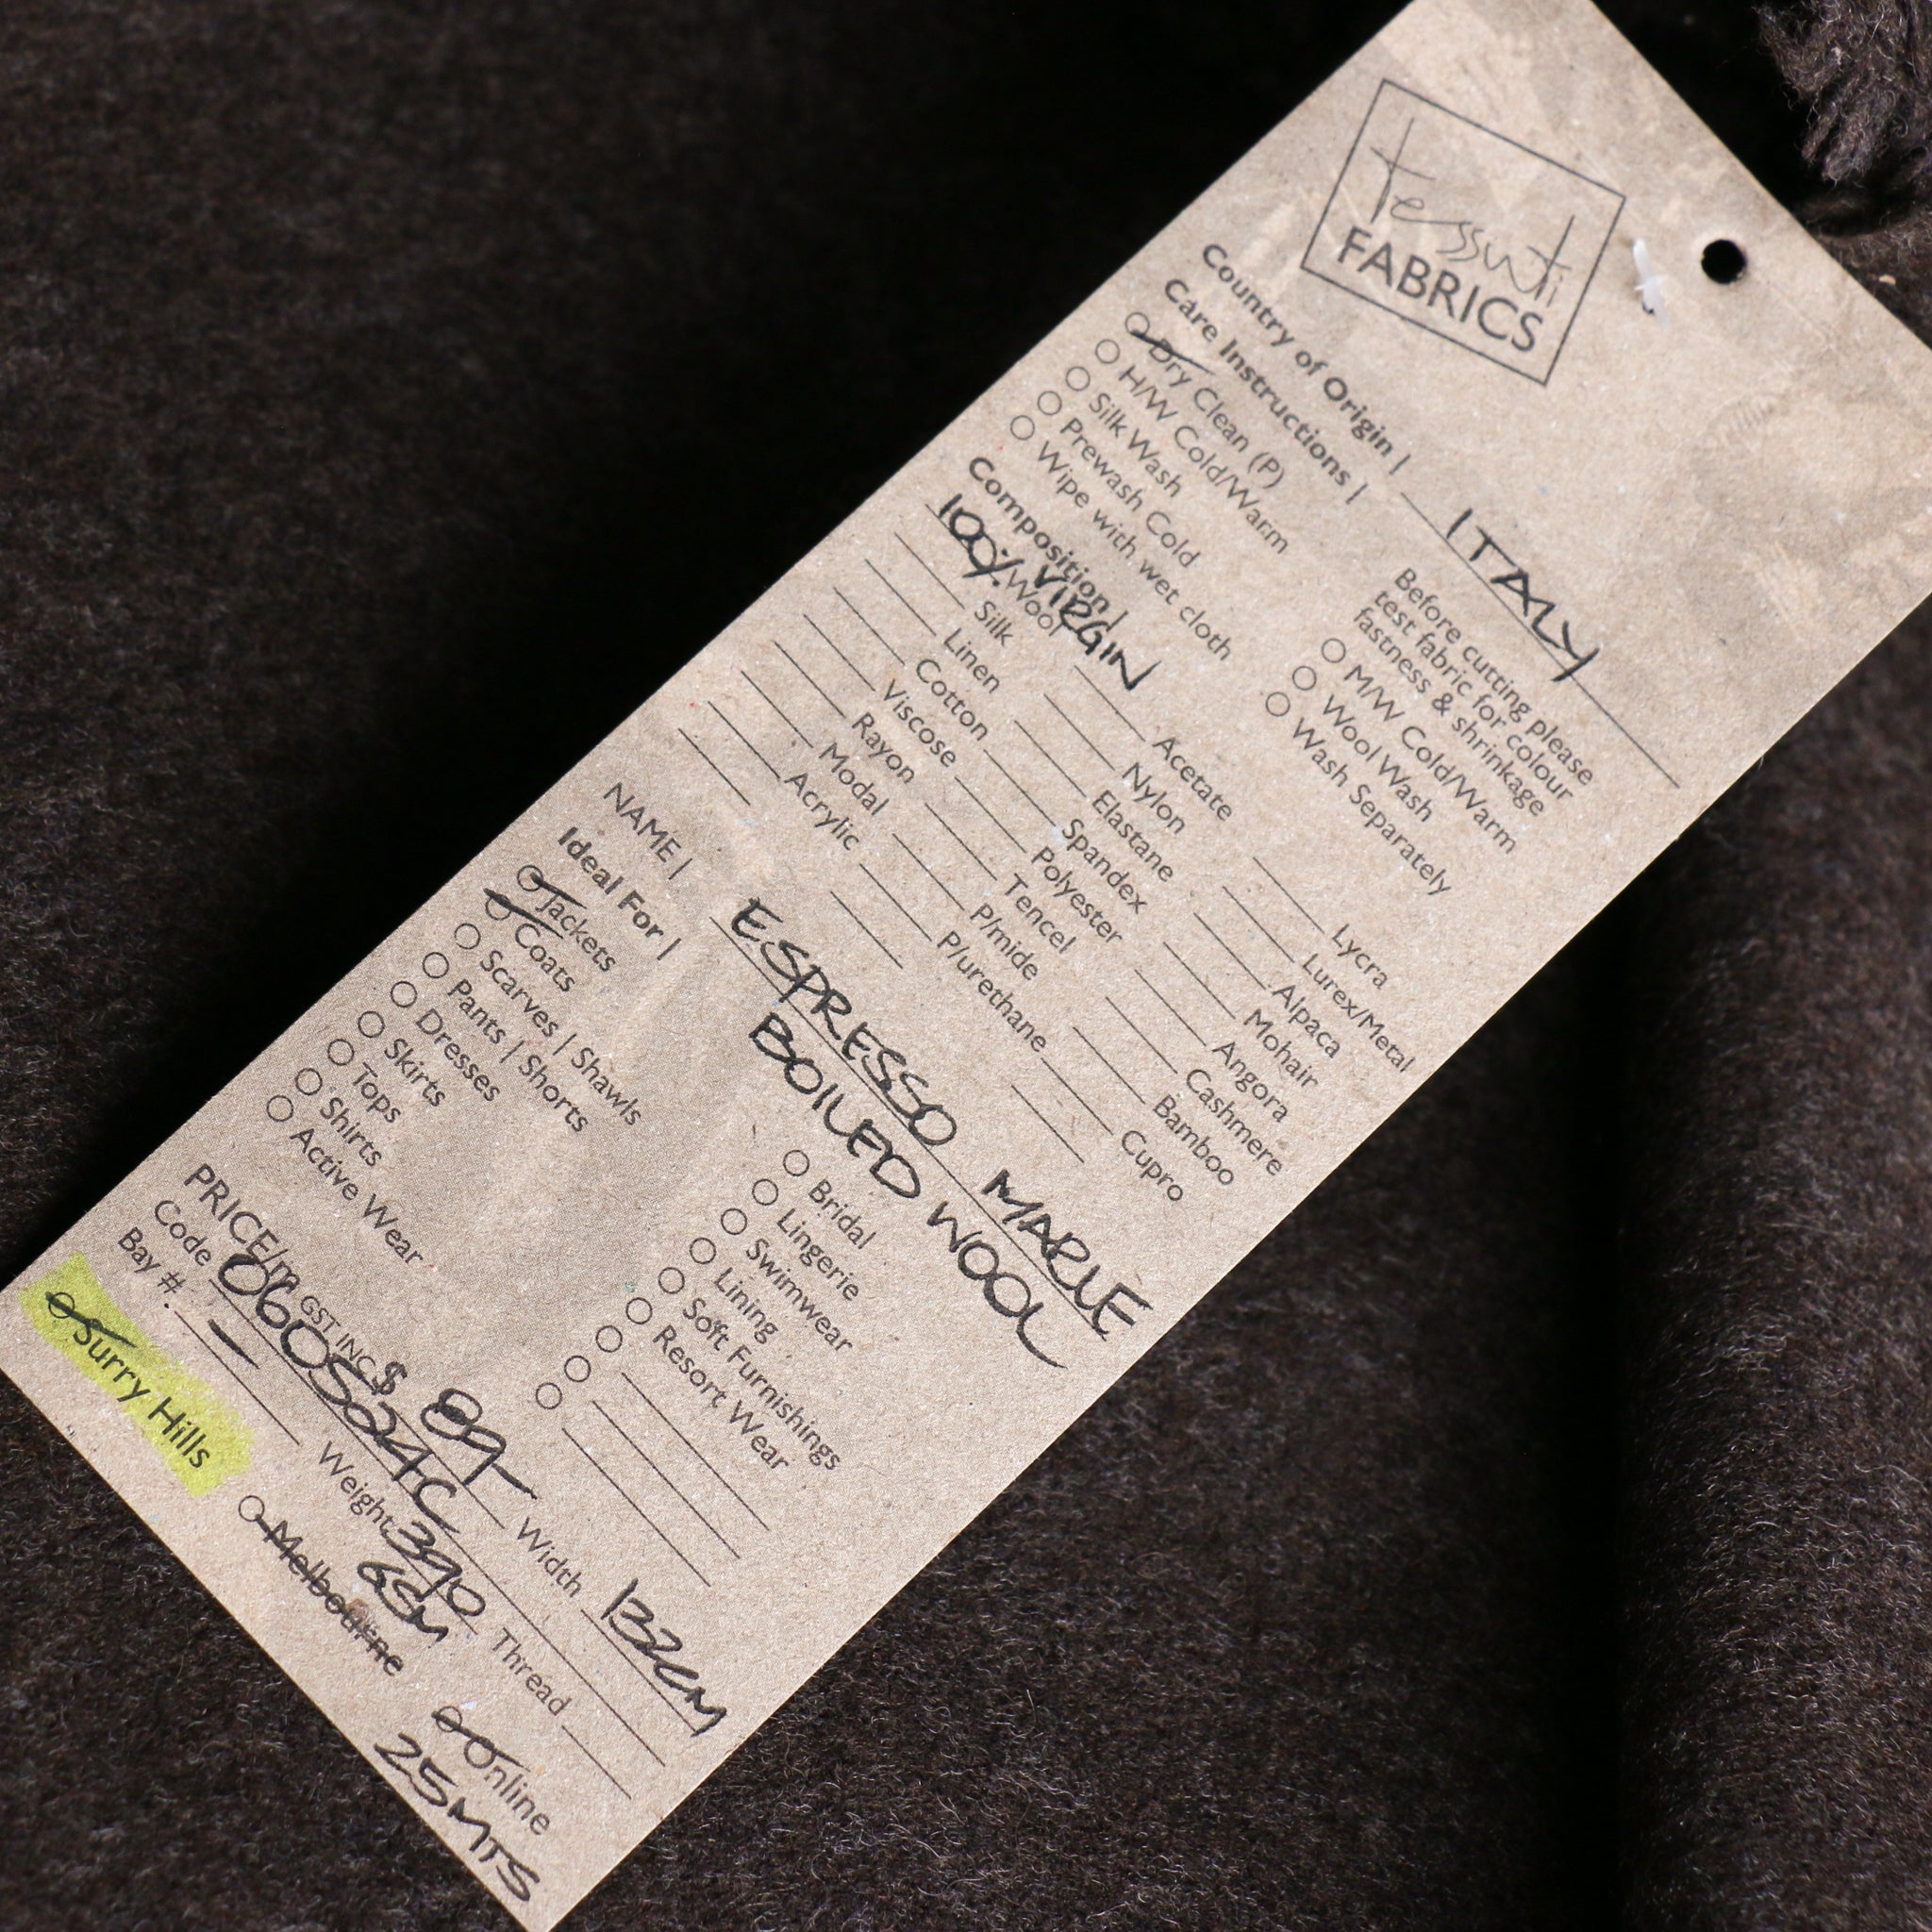 tessuti
FABRICS
Country of Origin | ITALY
Care Instructions |
Before cutting please
test fabric for colour
fastness & shrinkage
Dry Clean (P)
H/W Cold/Warm
Silk Wash
Prewash Cold
Wipe with wet cloth
M/W Cold/Warm
Wool Wash
Wash Separately
Composition |
VIRGIN
100% Wool
Silk
Linen
Cotton
Viscose
Rayon
Modal
Acrylic
Acetate
Nylon
Elastane
Spandex
Polyester
Tencel
P/mide
P/urethane
Lycra
Lurex/Metal
Alpaca
Mohair
Angora
Cashmere
Bamboo
Cupro
NAME | ESPRESSO MARLE
BOILED WOOL
Ideal For |
Jackets
Coats
Scarves | Shawls
Pants | Shorts
Dresses
Skirts
Tops
Shirts
Active Wear
Bridal
Lingerie
Swimwear
Lining
Soft Furnishings
Resort Wear
PRICE/m GST INC $ 89- Width 132CM
Code 060S024C
Bay #. - Weight 390 Thread
GSM
Surry Hills Melbourne Online
25MTS